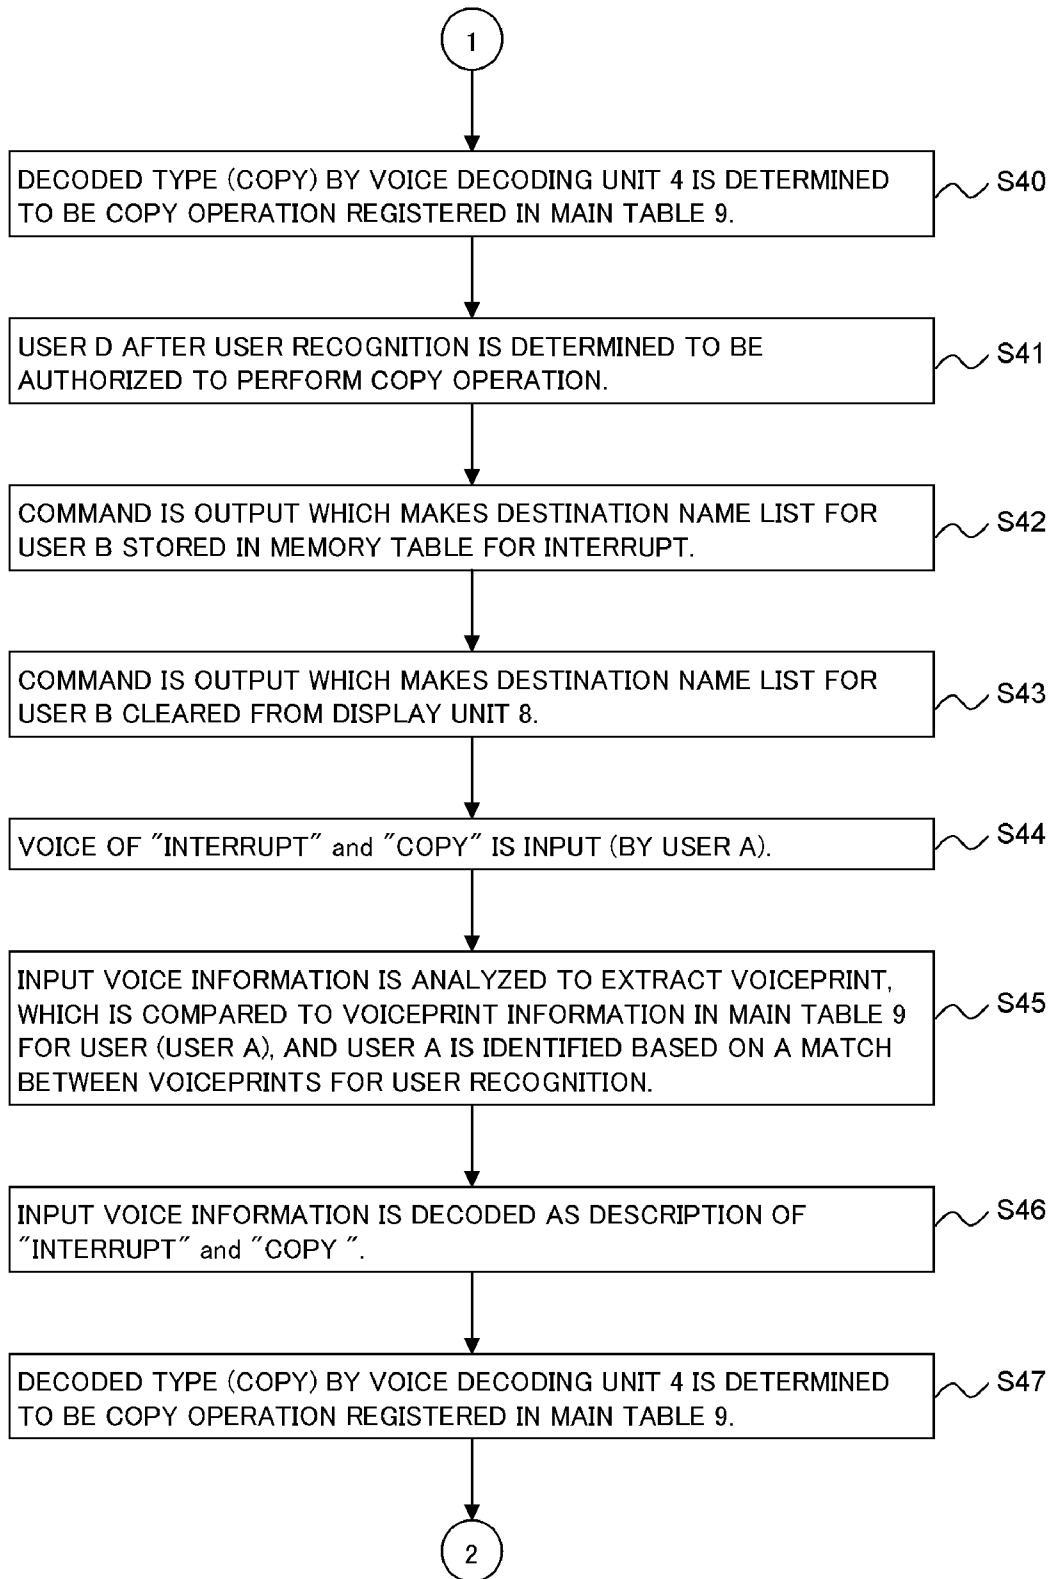 1
DECODED TYPE (COPY) BY VOICE DECODING UNIT 4 IS DETERMINED
TO BE COPY OPERATION REGISTERED IN MAIN TABLE 9.
S40
USER D AFTER USER RECOGNITION IS DETERMINED TO BE
AUTHORIZED TO PERFORM COPY OPERATION.
S41
COMMAND IS OUTPUT WHICH MAKES DESTINATION NAME LIST FOR
USER B STORED IN MEMORY TABLE FOR INTERRUPT.
S42
COMMAND IS OUTPUT WHICH MAKES DESTINATION NAME LIST FOR
USER B CLEARED FROM DISPLAY UNIT 8.
S43
VOICE OF "INTERRUPT" and "COPY" IS INPUT (BY USER A).
S44
INPUT VOICE INFORMATION IS ANALYZED TO EXTRACT VOICEPRINT,
WHICH IS COMPARED TO VOICEPRINT INFORMATION IN MAIN TABLE 9
FOR USER (USER A), AND USER A IS IDENTIFIED BASED ON A MATCH
BETWEEN VOICEPRINTS FOR USER RECOGNITION.
S45
INPUT VOICE INFORMATION IS DECODED AS DESCRIPTION OF
"INTERRUPT" and "COPY ".
S46
DECODED TYPE (COPY) BY VOICE DECODING UNIT 4 IS DETERMINED
TO BE COPY OPERATION REGISTERED IN MAIN TABLE 9.
S47
2